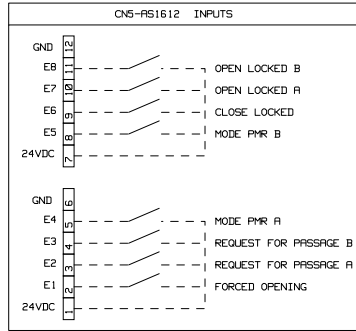 CN5-AS1612 INPUTS
GND 12
E8 11 OPEN LOCKED B
E7 10 OPEN LOCKED A
E6 9 CLOSE LOCKED
E5 8 MODE PMR B
24VDC 7
GND 6
E4 5 MODE PMR A
E3 4 REQUEST FOR PASSAGE B
E2 3 REQUEST FOR PASSAGE A
E1 2 FORCED OPENING
24VDC 1